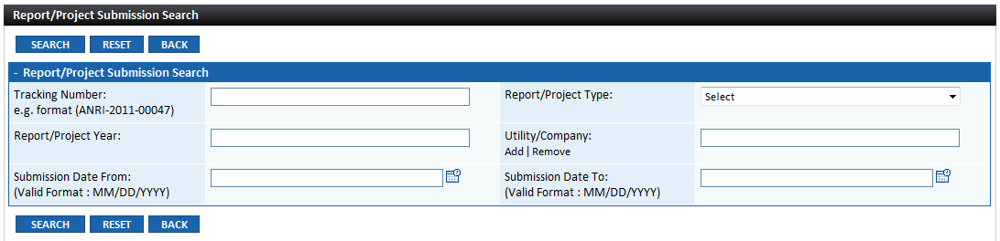 Report/Project Submission Search
SEARCH RESET BACK
- Report/Project Submission Search
Tracking Number:
e.g. format (ANRI-2011-00047)
Report/Project Type:
Select
Report/Project Year:
Utility/Company:
Add | Remove
Submission Date From:
(Valid Format : MM/DD/YYYY)
Submission Date To:
(Valid Format : MM/DD/YYYY)
SEARCH RESET BACK